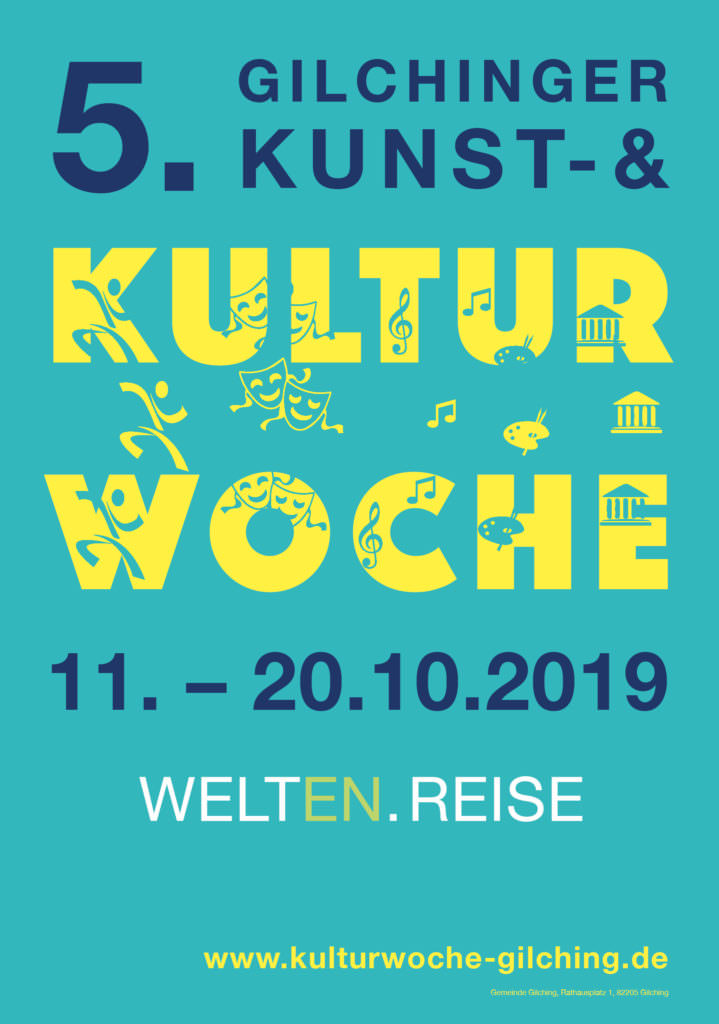 5. GILCHINGER
KUNST- &
KULTUR
WOCHE
11. – 20.10.2019
WELTEN.REISE
www.kulturwoche-gilching.de
Gemeinde Gilching, Rathausplatz 1, 82205 Gilching